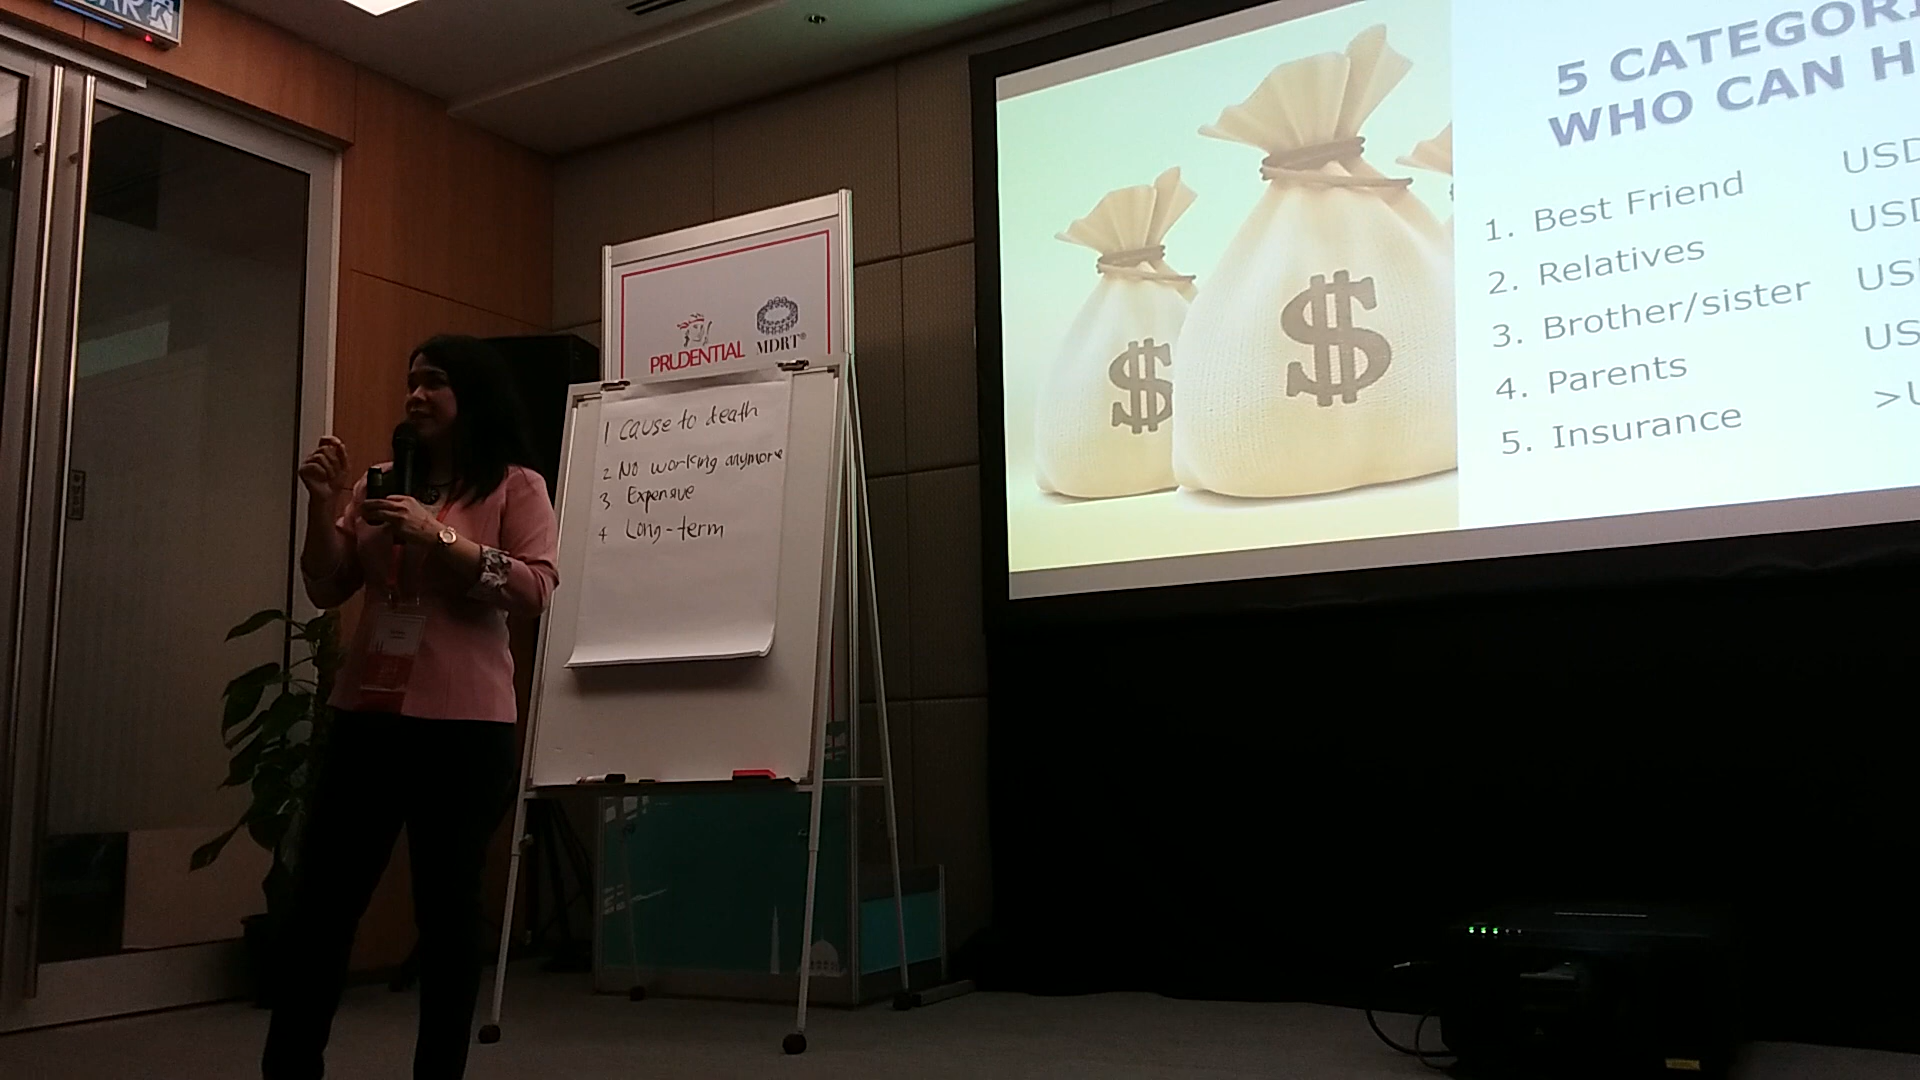 PRUDENTIAL
MDRT®
1 Cause to death
2 No working anymore
3 Expensive
4 Long-term
5 CATEGORI
WHO CAN H
1. Best Friend USD
2. Relatives USD
3. Brother/sister US
4. Parents US
5. Insurance >U
$
$